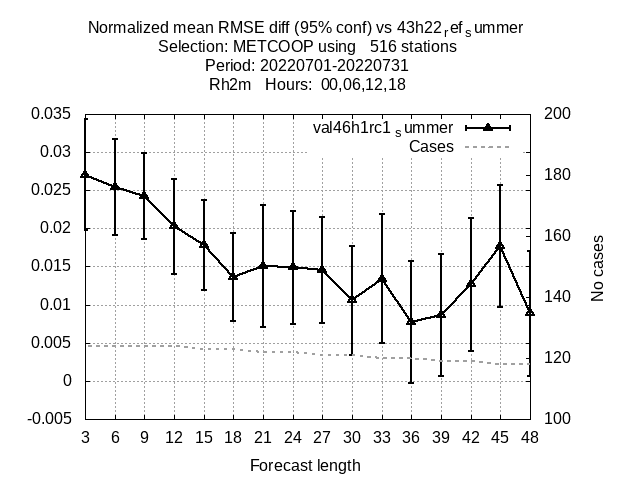 Normalized mean RMSE diff (95% conf) vs 43h22refsummer
Selection: METCOOP using 516 stations
Period: 20220701-20220731
Rh2m Hours: 00,06,12,18
0.035
0.03
0.025
0.02
0.015
0.01
0.005
0
-0.005
val46h1rc1summer
Cases
200
180
160
140
120
100
No cases
3 6 9 12 15 18 21 24 27 30 33 36 39 42 45 48
Forecast length